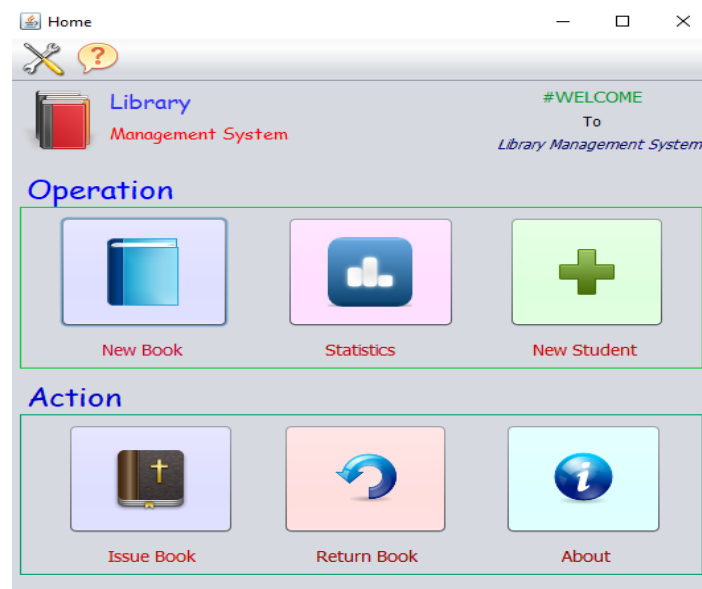 Home
?
Library
Management System
#WELCOME
To
Library Management System
Operation
New Book
Statistics
New Student
Action
i
Issue Book
Return Book
About